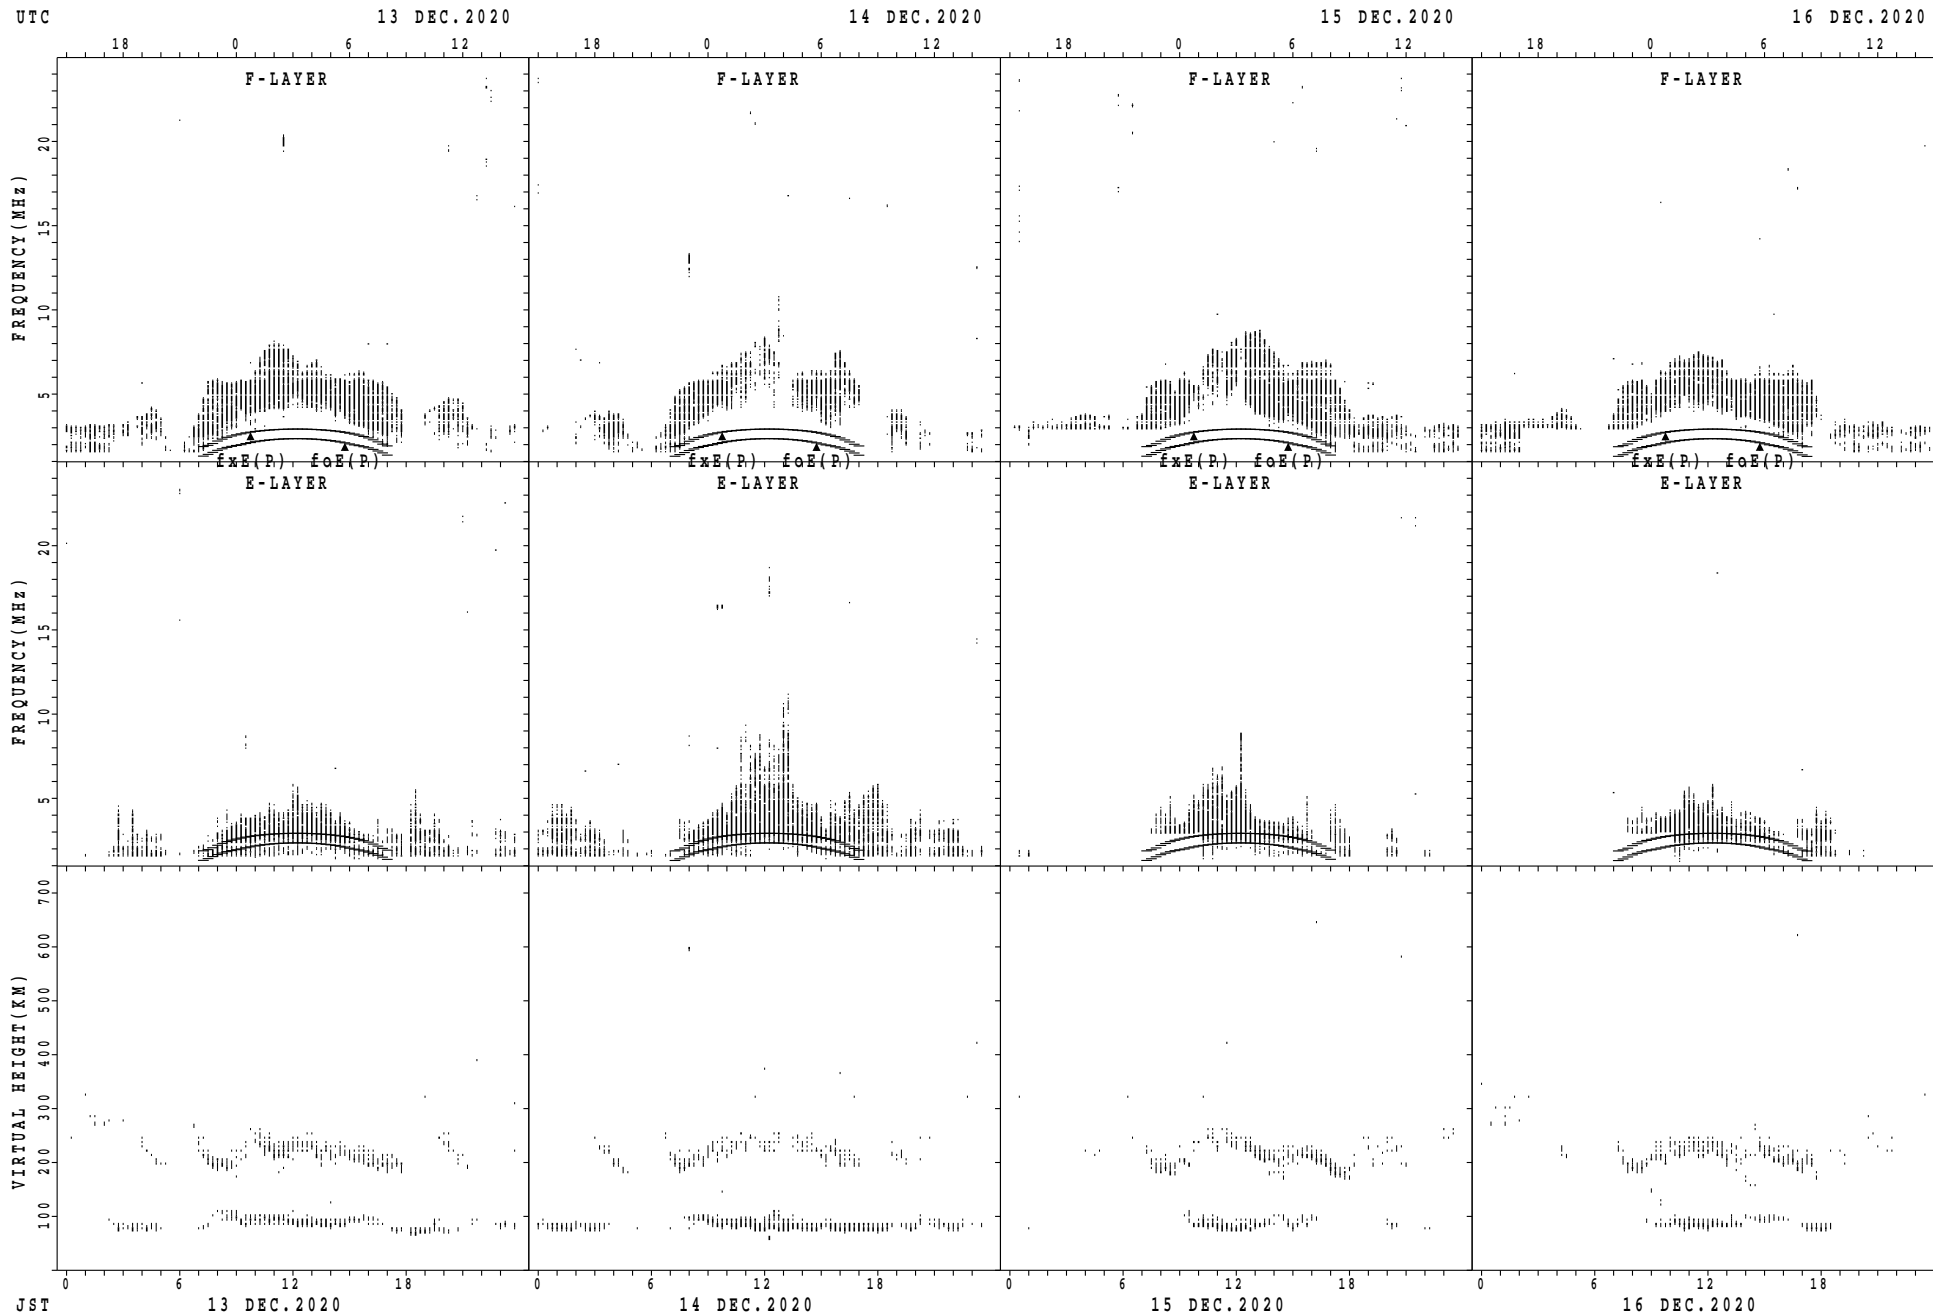 UTC 13 DEC.2020 14 DEC.2020 15 DEC.2020 16 DEC.2020
18 0 6 12 18 0 6 12 18 0 6 12 18 0 6 12
F-LAYER F-LAYER F-LAYER F-LAYER
FREQUENCY(MHz)
20
15
10
5
fxE(P) foE(P) fxE(P) foE(P) fxE(P) foE(P) fxE(P) foE(P)
E-LAYER E-LAYER E-LAYER E-LAYER
FREQUENCY(MHz)
20
15
10
5
VIRTUAL HEIGHT(KM)
700
600
500
400
300
200
100
0 6 12 18 0 6 12 18 0 6 12 18 0 6 12 18
JST 13 DEC.2020 14 DEC.2020 15 DEC.2020 16 DEC.2020